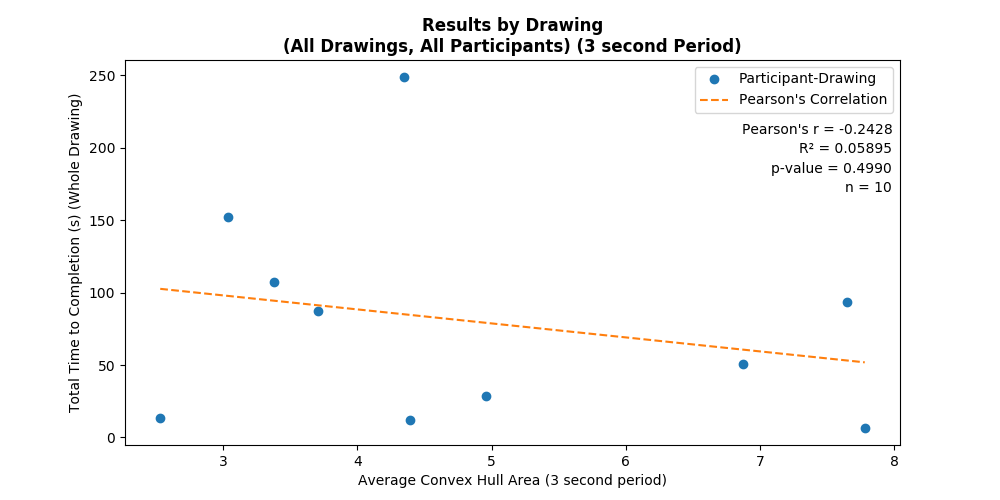 Results by Drawing
(All Drawings, All Participants) (3 second Period)
Participant-Drawing
Pearson's Correlation
Pearson's r = -0.2428
R² = 0.05895
p-value = 0.4990
n = 10
Total Time to Completion (s) (Whole Drawing)
250
200
150
100
50
0
3 4 5 6 7 8
Average Convex Hull Area (3 second period)